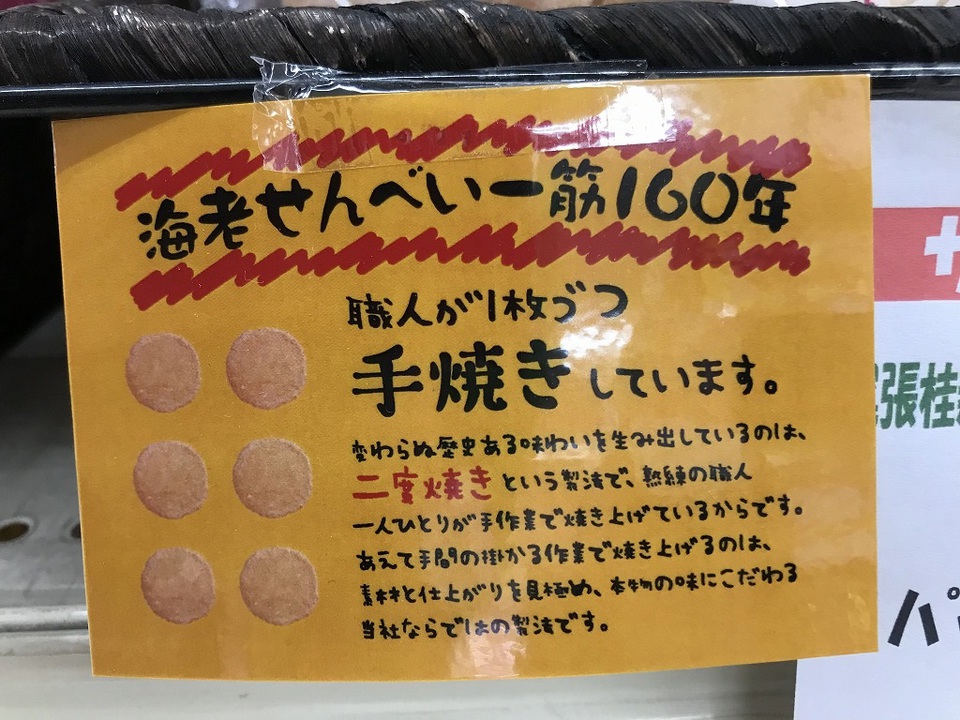 海老せんべい一筋160年
職人が1枚づつ
手焼きしています。
変わらぬ歴史ある味わいを生み出しているのは、
二度焼きという製法で、熟練の職人
一人ひとりが手作業で焼き上げているからです。
あえて手間の掛かる作業で焼き上げるのは、
素材と仕上がりを見極め、本物の味にこだわる
当社ならではの製法です。
張桂
パ